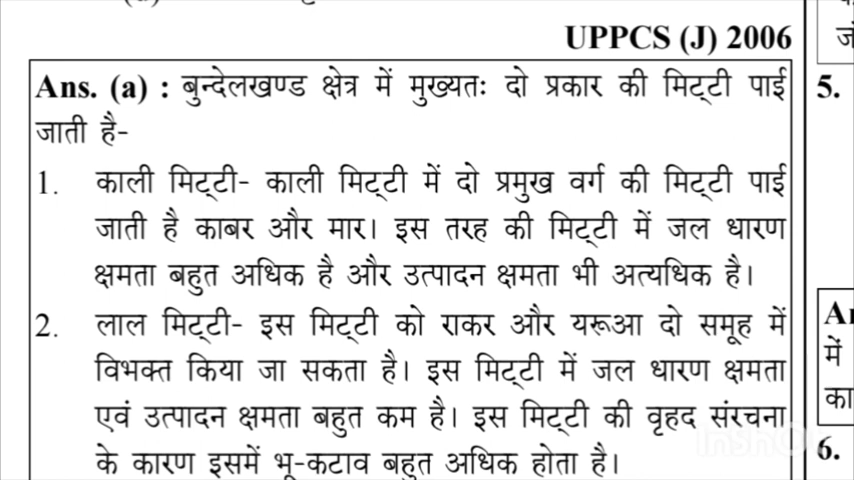 UPPCS (J) 2006
Ans. (a) : बुन्देलखण्ड क्षेत्र में मुख्यतः दो प्रकार की मिट्टी पाई
जाती है-
1. काली मिट्टी- काली मिट्टी में दो प्रमुख वर्ग की मिट्टी पाई
जाती है काबर और मार। इस तरह की मिट्टी में जल धारण
क्षमता बहुत अधिक है और उत्पादन क्षमता भी अत्यधिक है।
2. लाल मिट्टी- इस मिट्टी को राकर और यरूआ दो समूह में
विभक्त किया जा सकता है। इस मिट्टी में जल धारण क्षमता
एवं उत्पादन क्षमता बहुत कम है। इस मिट्टी की वृहद संरचना
के कारण इसमें भू-कटाव बहुत अधिक होता है।
5.
में
का
6.